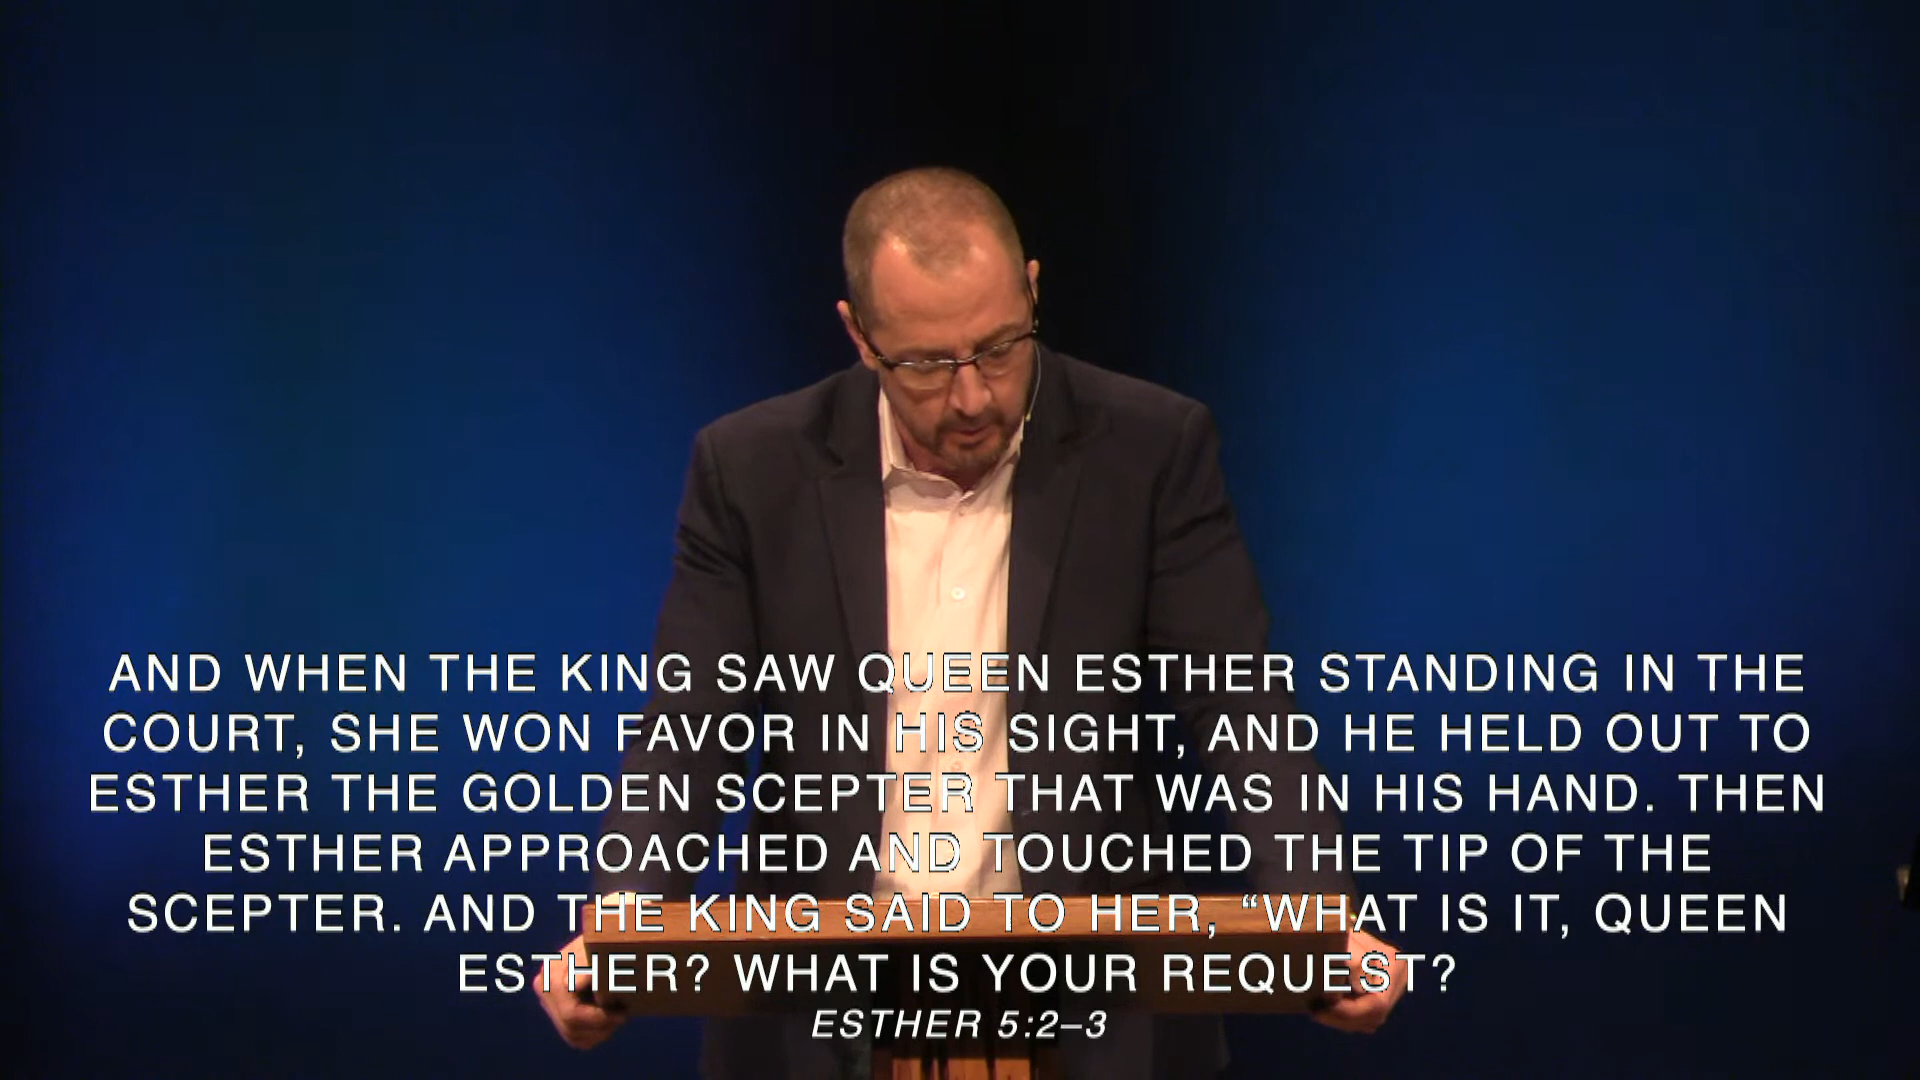 AND WHEN THE KING SAW QUEEN ESTHER STANDING IN THE
COURT, SHE WON FAVOR IN HIS SIGHT, AND HE HELD OUT TO
ESTHER THE GOLDEN SCEPTER THAT WAS IN HIS HAND. THEN
ESTHER APPROACHED AND TOUCHED THE TIP OF THE
SCEPTER. AND THE KING SAID TO HER, “WHAT IS IT, QUEEN
ESTHER? WHAT IS YOUR REQUEST?
ESTHER 5:2–3